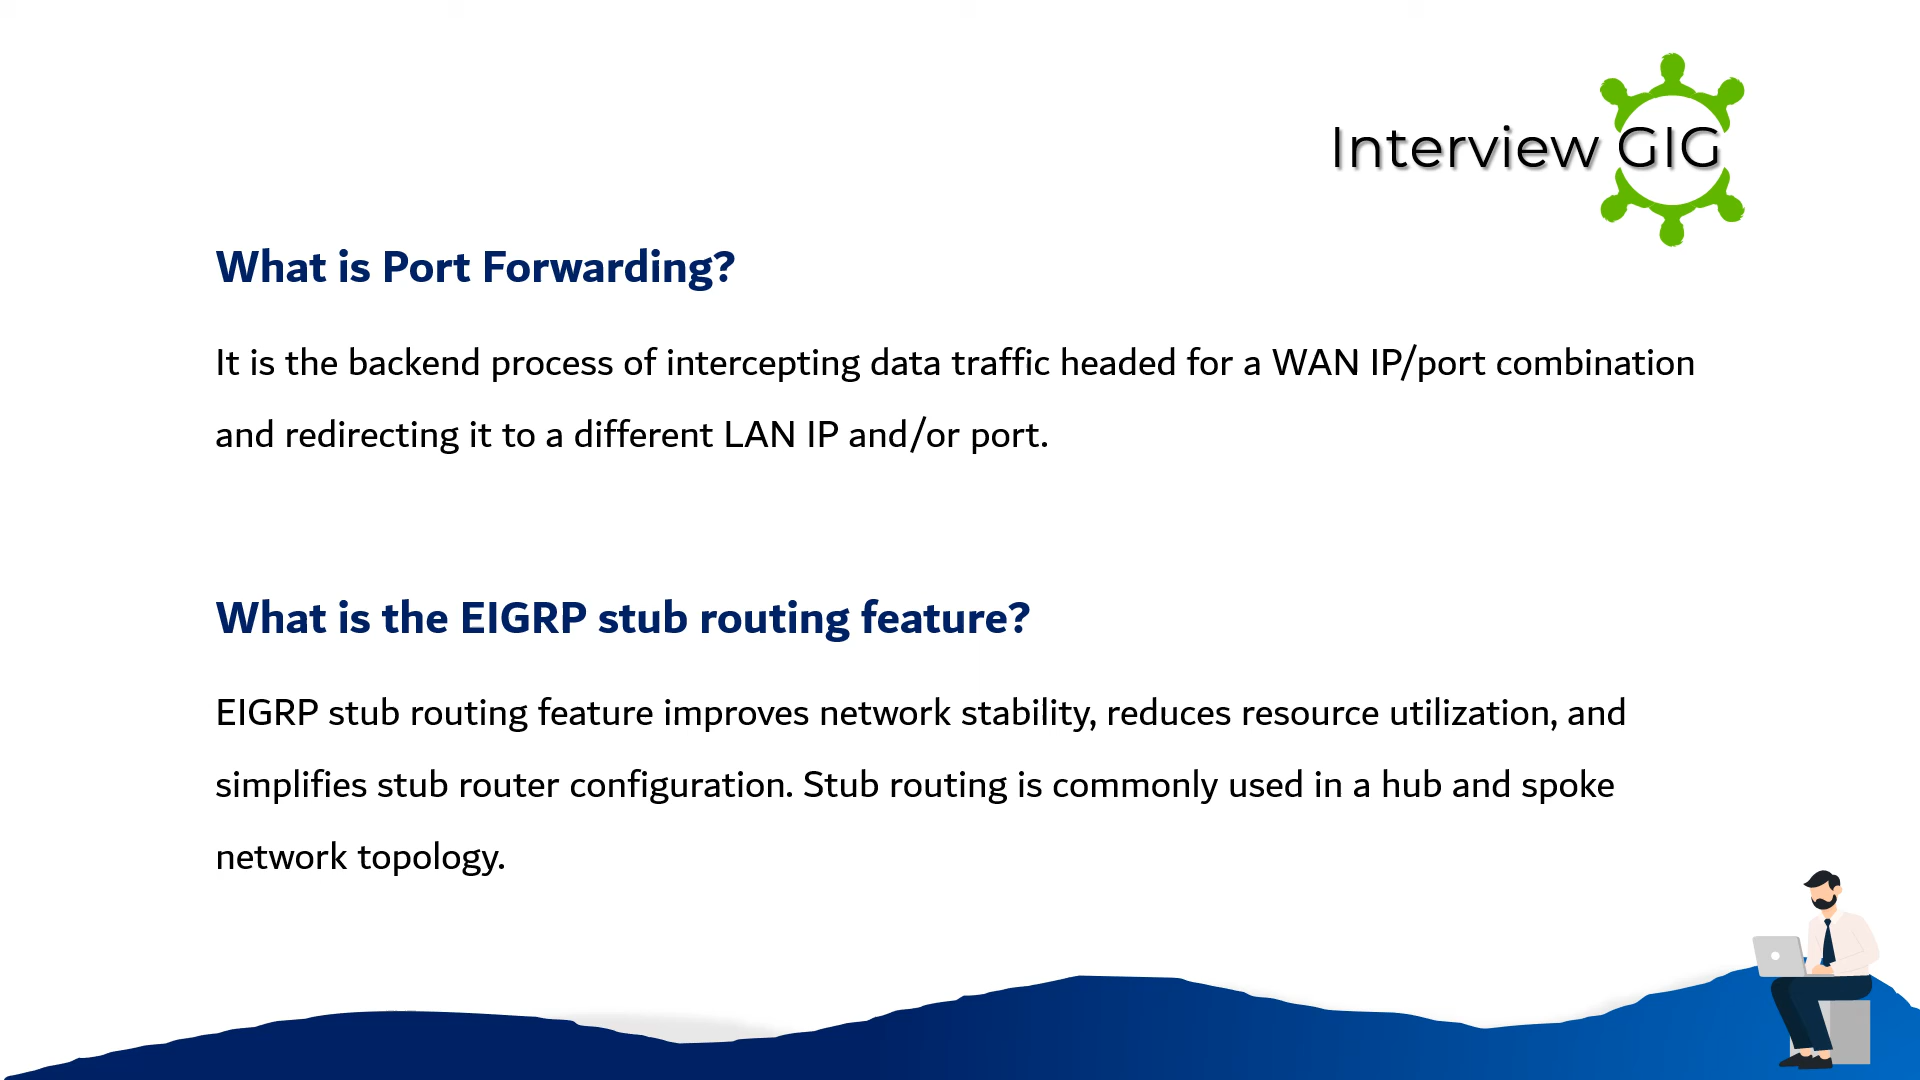 Interview GIG
What is Port Forwarding?
It is the backend process of intercepting data traffic headed for a WAN IP/port combination
and redirecting it to a different LAN IP and/or port.
What is the EIGRP stub routing feature?
EIGRP stub routing feature improves network stability, reduces resource utilization, and
simplifies stub router configuration. Stub routing is commonly used in a hub and spoke
network topology.